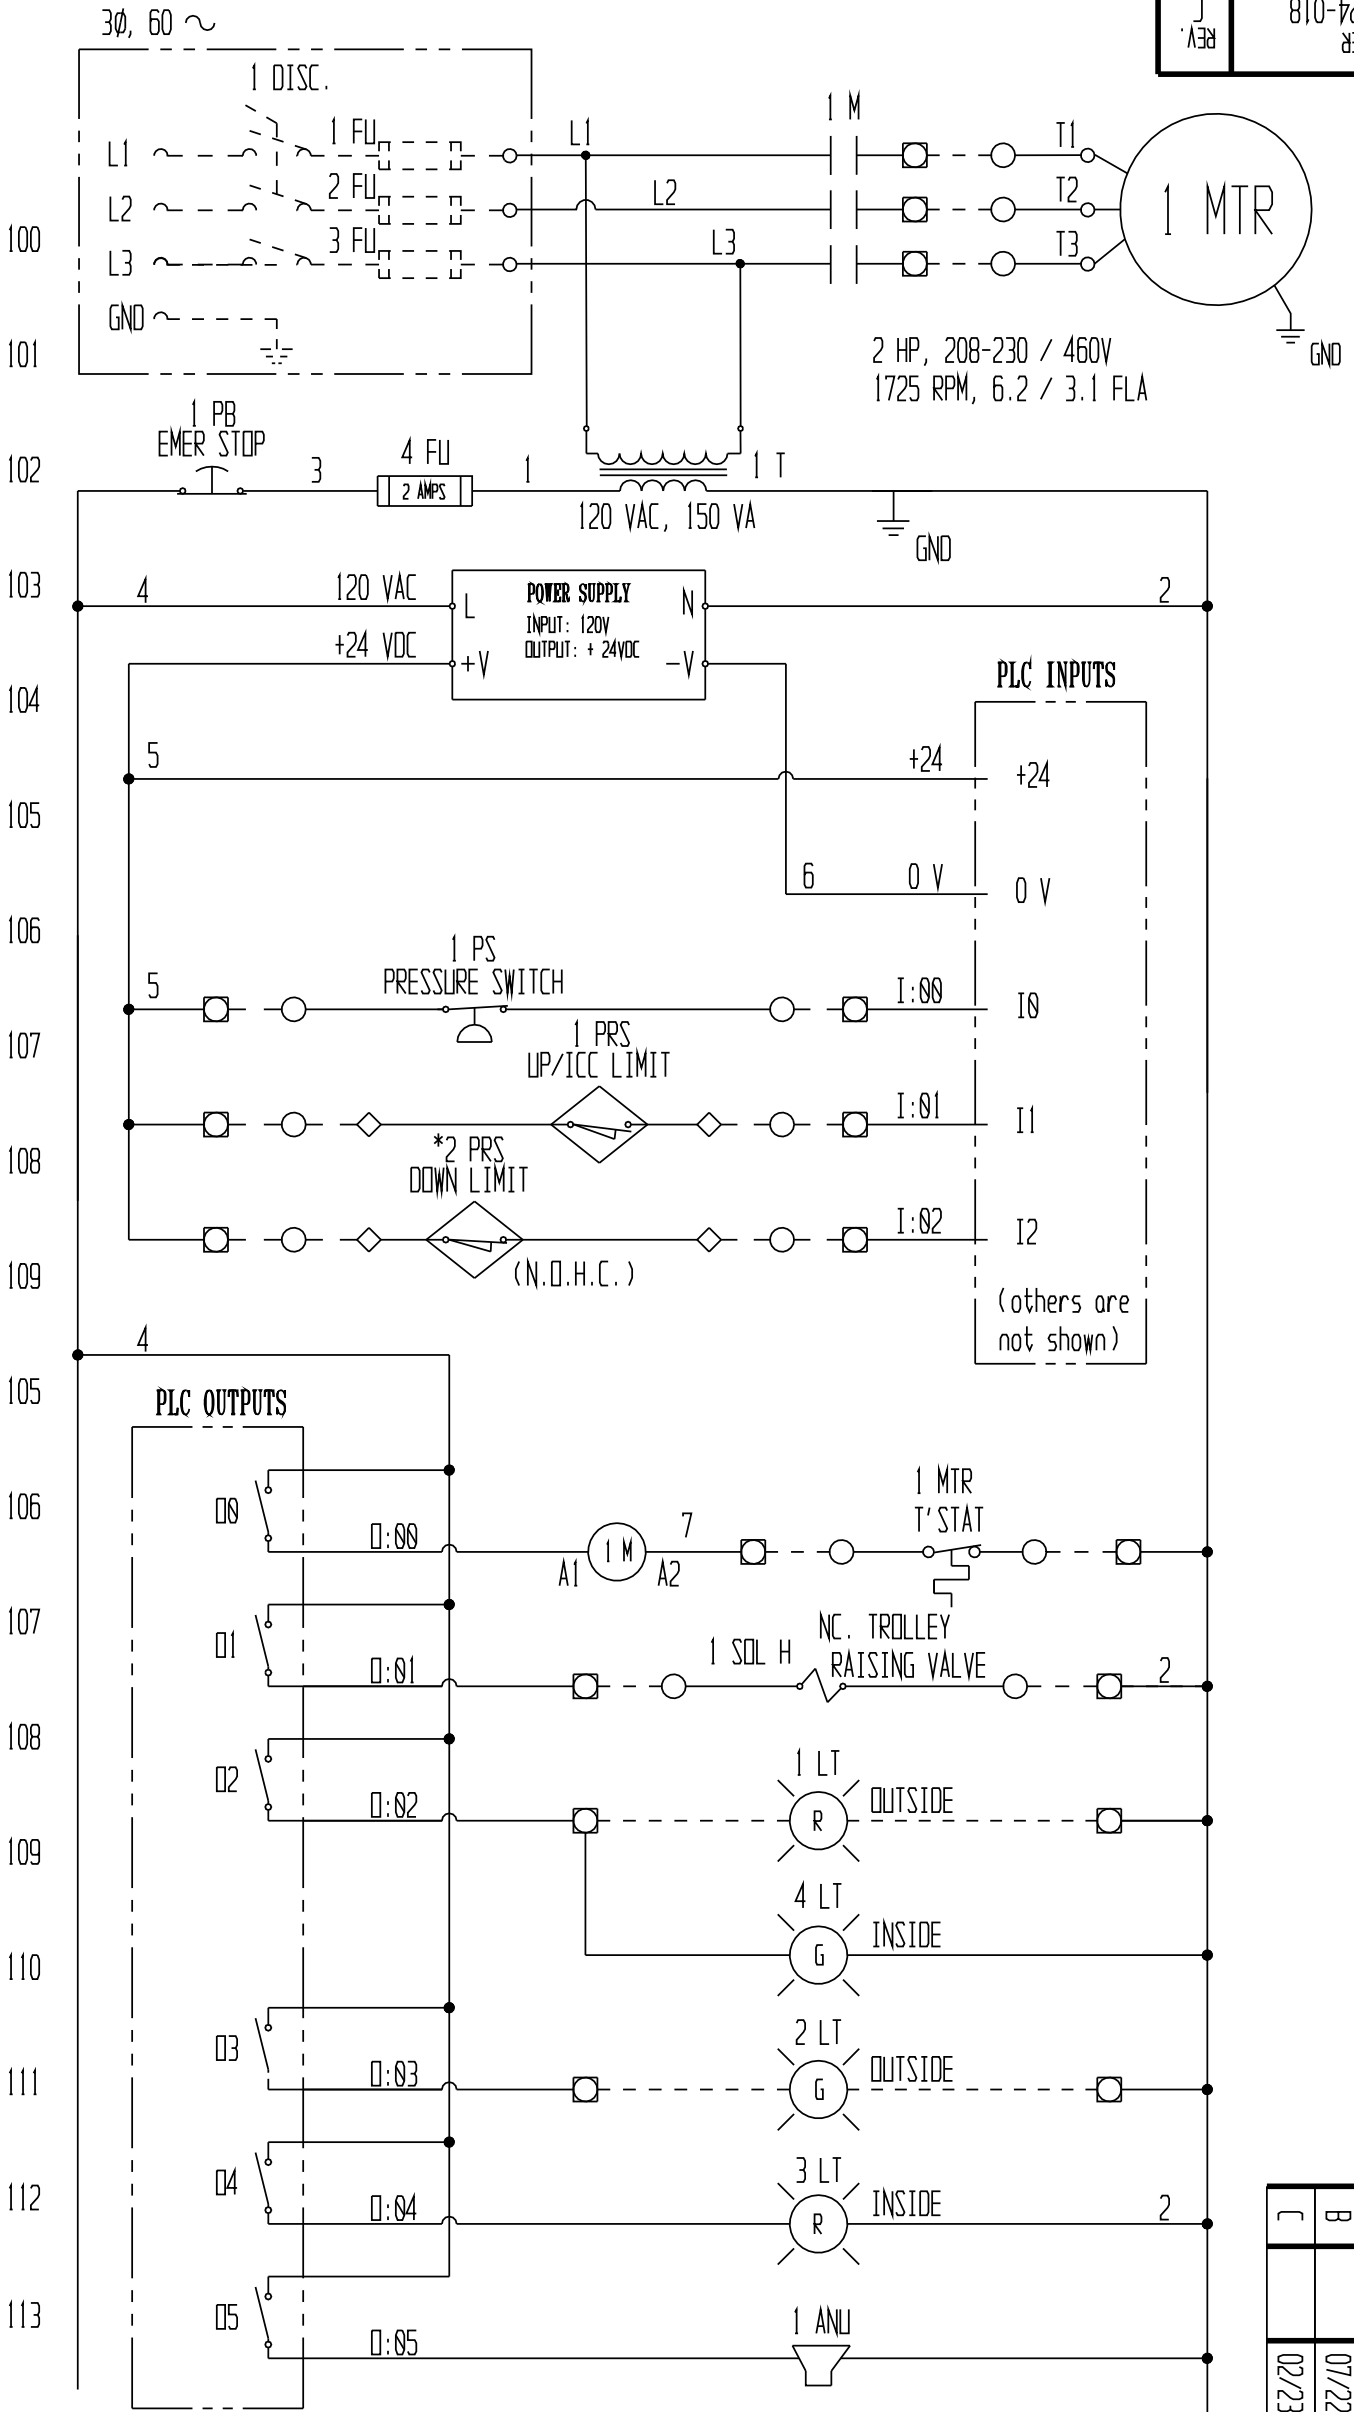 3Ø, 60
REV.
C
P4-018
1 DISC.
1 FU
L1
L1
1 M
T1
2 FU
L2
L2
T2
1 MTR
100
3 FU
L3
L3
T3
GND
101
2 HP, 208-230 / 460V
GND
1725 RPM, 6.2 / 3.1 FLA
1 PB
EMER STOP
102
3
4 FU
2 AMPS
1
1 T
120 VAC, 150 VA
GND
103
4
120 VAC
L
POWER SUPPLY
N
2
INPUT: 120V
OUTPUT: + 24VDC
+24 VDC
+V
-V
PLC INPUTS
104
5
+24
+24
105
6
0 V
0 V
106
1 PS
PRESSURE SWITCH
5
I:00
I0
107
1 PRS
UP/ICC LIMIT
I:01
I1
108
*2 PRS
DOWN LIMIT
I:02
I2
109
(N.O.H.C.)
(others are
not shown)
4
105
PLC OUTPUTS
106
O0
O:00
A1
1 M
A2
7
1 MTR
T'STAT
107
O1
O:01
1 SOL H
NC. TROLLEY
RAISING VALVE
2
108
O2
O:02
1 LT
R
OUTSIDE
109
4 LT
G
INSIDE
110
O3
O:03
2 LT
G
OUTSIDE
111
112
O4
O:04
3 LT
R
INSIDE
2
113
O5
O:05
1 ANU
B
C
07/22
02/23